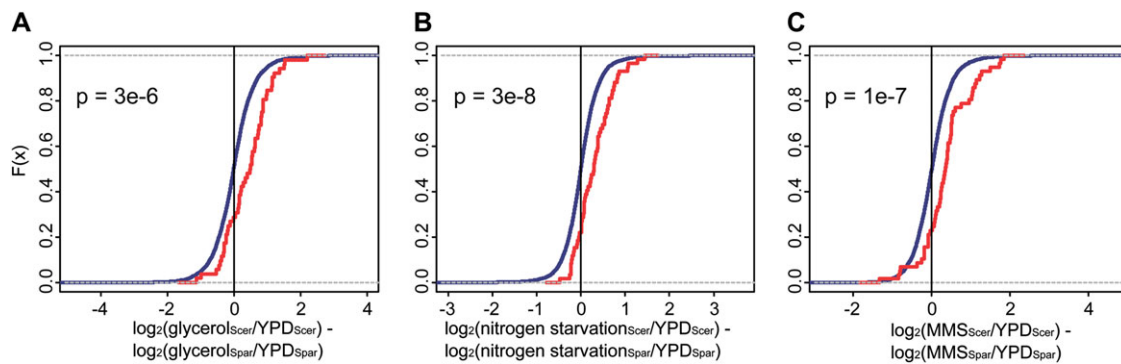 A
F(x)
0.0 0.2 0.4 0.6 0.8 1.0
p = 3e-6
-4 -2 0 2 4
log₂(glycerolScer/YPDScer) -
log₂(glycerolSpar/YPDSpar)
B
0.0 0.2 0.4 0.6 0.8 1.0
p = 3e-8
-3 -2 -1 0 1 2 3
log₂(nitrogen starvationScer/YPDScer) -
log₂(nitrogen starvationSpar/YPDSpar)
C
0.0 0.2 0.4 0.6 0.8 1.0
p = 1e-7
-2 0 2 4
log₂(MMSScer/YPDScer) -
log₂(MMSSpar/YPDSpar)